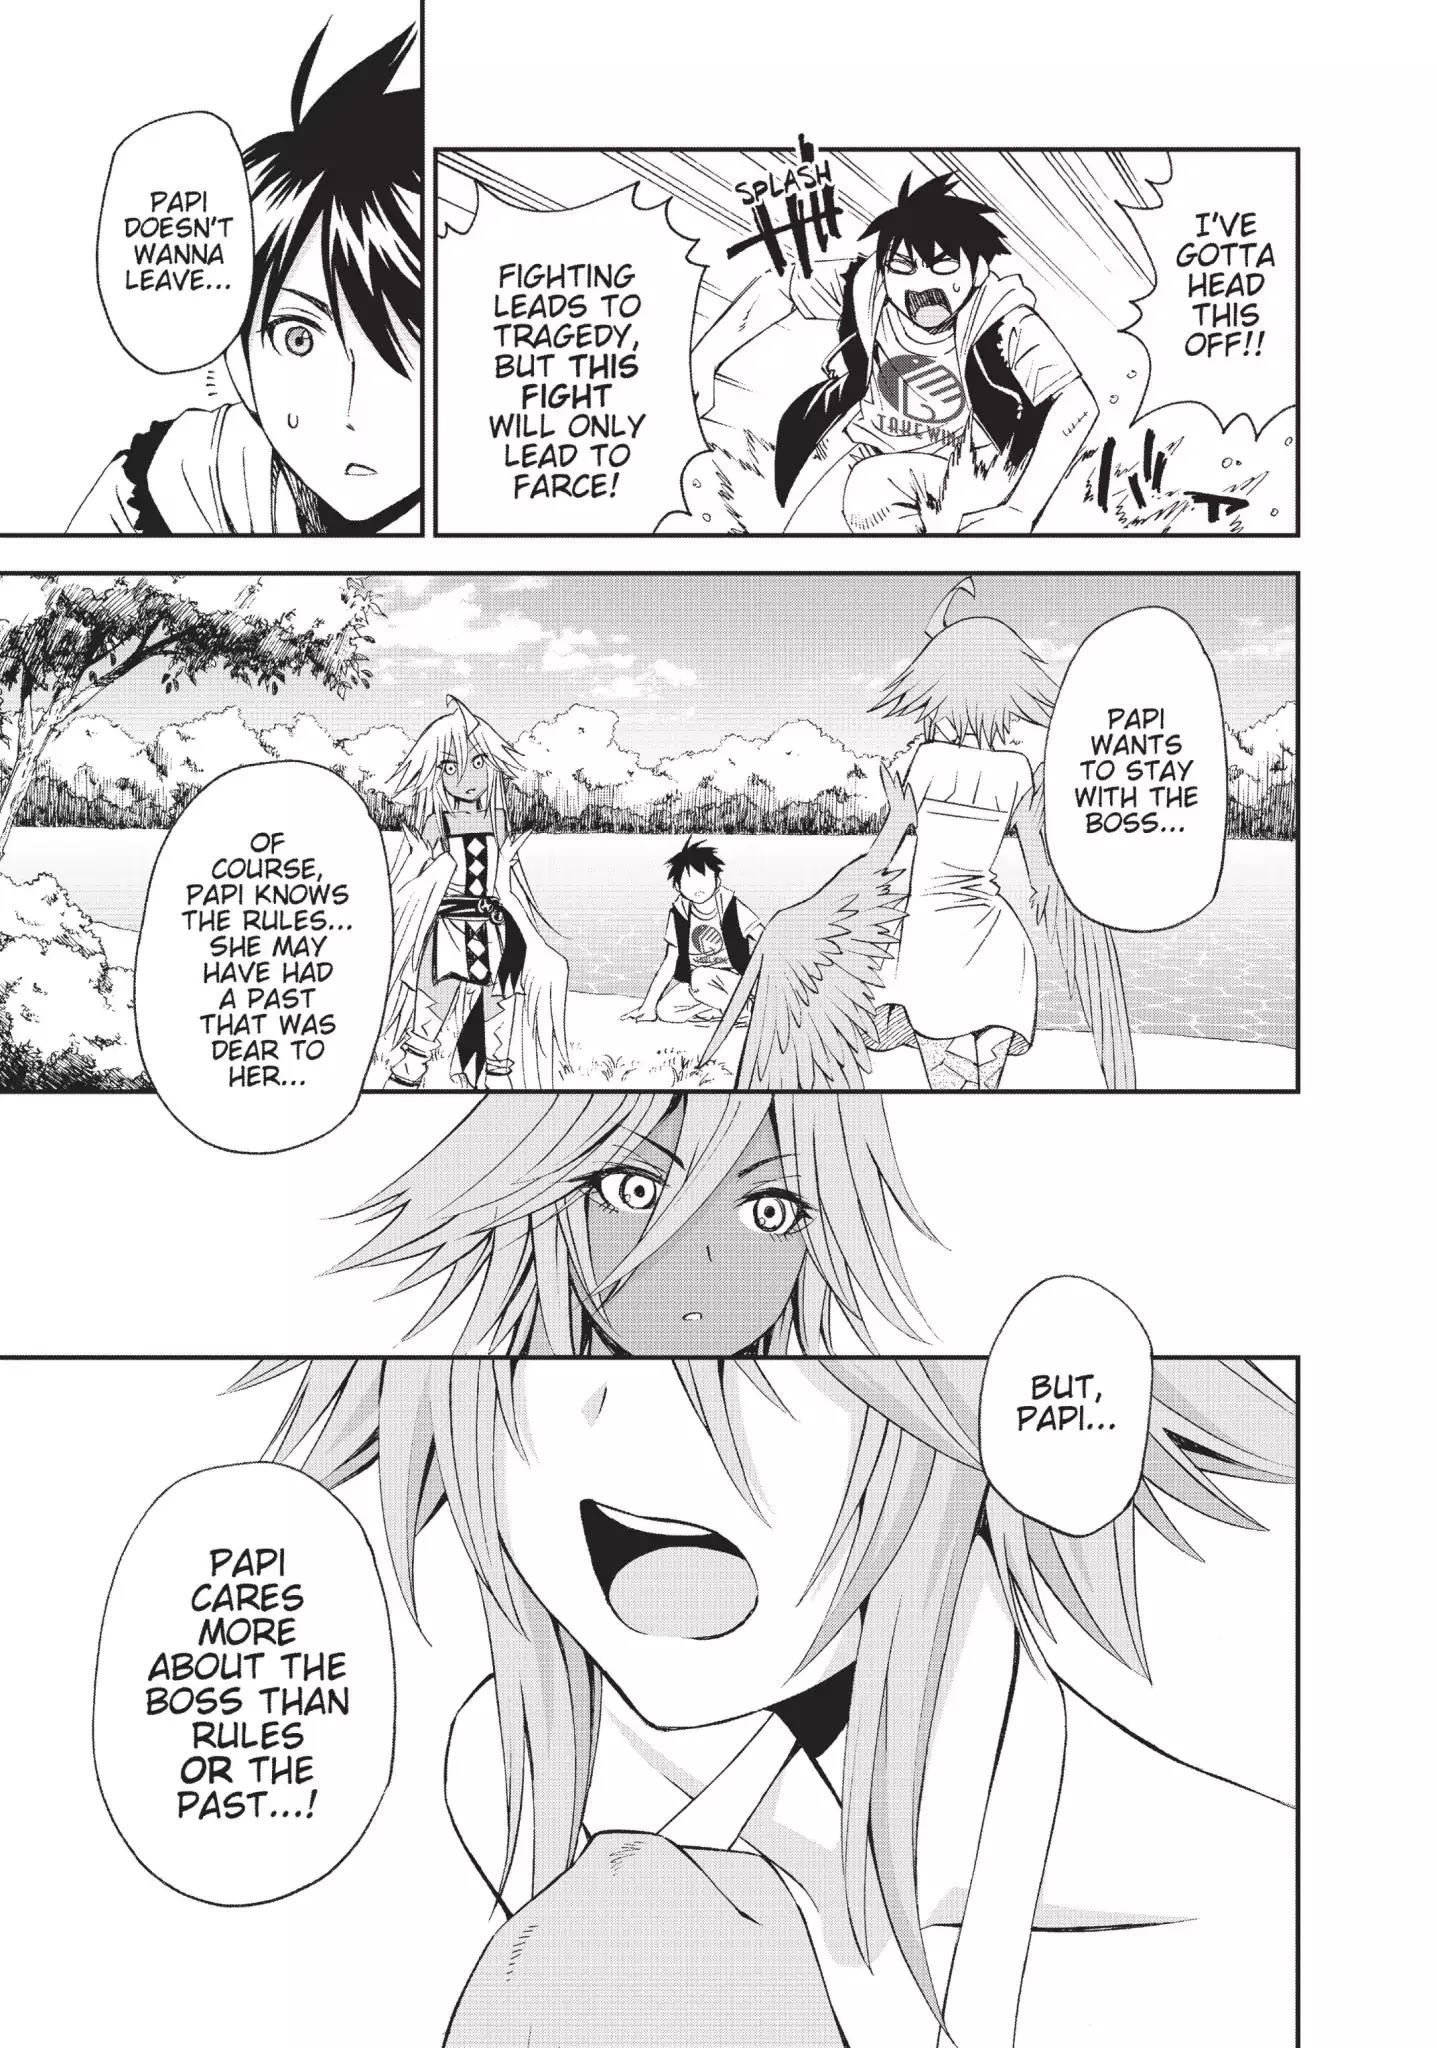 I'VE
GOTTA
HEAD
THIS
OFF!!
SPLASH
TAKEWIN
FIGHTING
LEADS TO
TRAGEDY,
BUT THIS
FIGHT
WILL ONLY
LEAD TO
FARCE!
PAPI
DOESN'T
WANNA
LEAVE...
PAPI
WANTS
TO STAY
WITH THE
BOSS...
OF
COURSE,
PAPI KNOWS
THE RULES...
SHE MAY
HAVE HAD
A PAST
THAT WAS
DEAR TO
HER...
BUT,
PAPI...
PAPI
CARES
MORE
ABOUT THE
BOSS THAN
RULES
OR THE
PAST...!